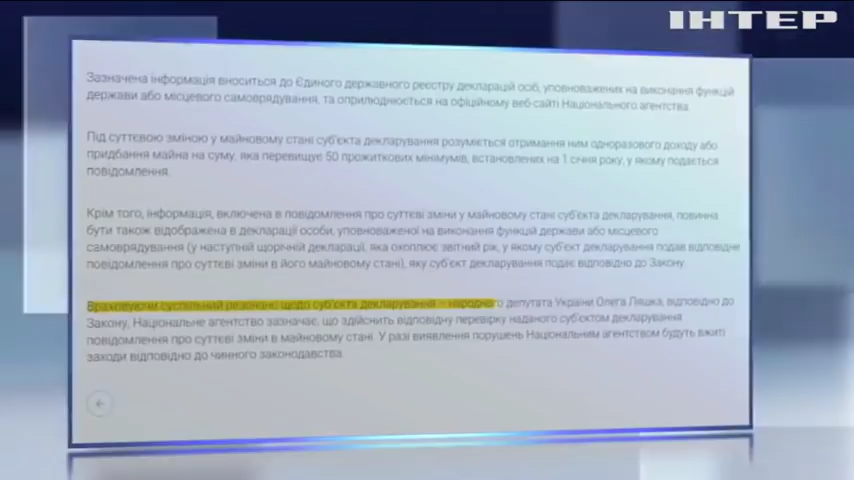 ІНТЕР
Зазначена інформація вноситься до Єдиного державного реєстру декларацій осіб, уповноважених на виконання функцій
держави або місцевого самоврядування, та оприлюднюється на офіційному веб-сайті Національного агентства
Під суттєвою зміною у майновому стані суб'єкта декларування розуміється отримання ним одноразового доходу або
придбання майна на суму, яка перевищує 50 прожиткових мінімумів, встановлених на 1 січня року, у якому подається
повідомлення.
Крім того, інформація, включена в повідомлення про суттєві зміни у майновому стані суб'єкта декларування, повинна
бути також відображена в декларації особи, уповноваженої на виконання функцій держави або місцевого
самоврядування (у наступній щорічній декларації, яка охоплює звітний рік, у якому суб'єкт декларування подав відповідне
повідомлення про суттєві зміни в його майновому стані), яку суб'єкт декларування подає відповідно до Закону.
Враховуючи суспільний резонанс щодо суб'єкта декларування – народного депутата України Олега Ляшка, відповідно до
Закону, Національне агентство зазначає, що здійснить відповідну перевірку наданого суб'єктом декларування
повідомлення про суттєві зміни в майновому стані. У разі виявлення порушень Національним агентством будуть вжиті
заходи відповідно до чинного законодавства.